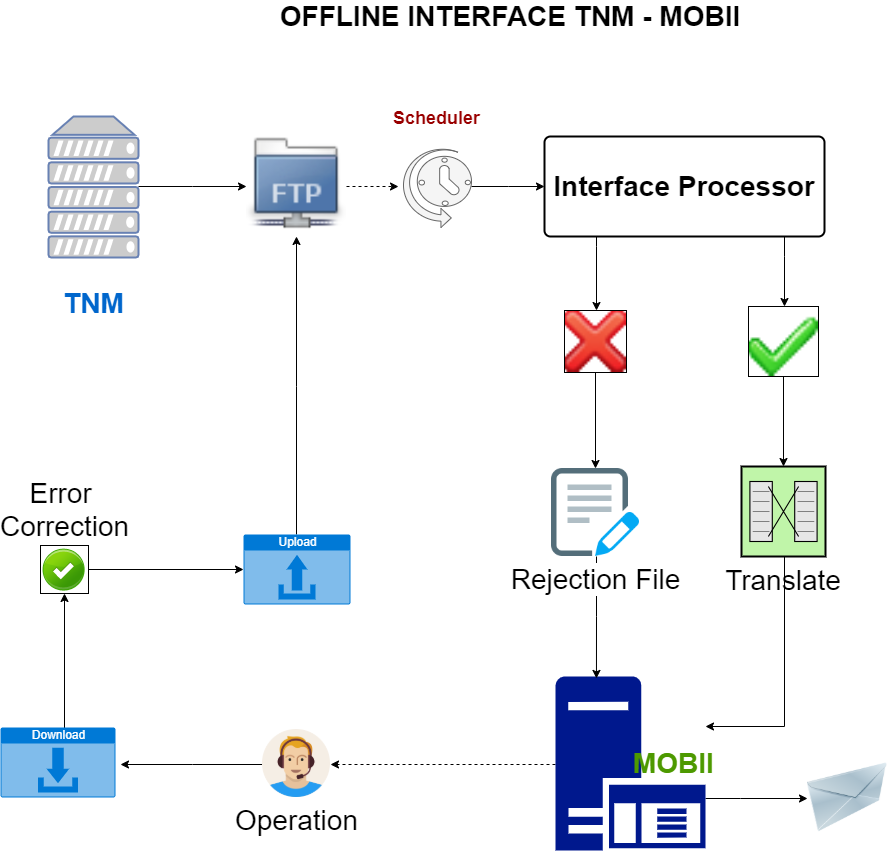 OFFLINE INTERFACE TNM - MOBII
Scheduler
FTP
Interface Processor
TNM
Error
Correction
Upload
Rejection File
Translate
Download
MOBII
Operation